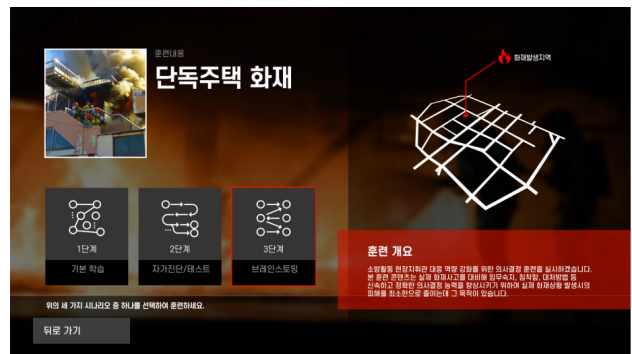 훈련내용
단독주택 화재
화재발생지역
1단계
기본 학습
2단계
자가진단/테스트
3단계
브레인스토밍
위의 세 가지 시나리오 중 하나를 선택하여 훈련하세요.
뒤로 가기
훈련 개요
소방활동 현장지휘관 대응 역량 강화를 위한 의사결정 훈련을 실시하겠습니다.
본 훈련 콘텐츠는 실제 화재사고를 대비해 임무숙지, 침착함, 대처방법 등
신속하고 정확한 의사결정 능력을 향상시키기 위하여 실제 화재상황 발생시의
피해를 최소한으로 줄이는데 그 목적이 있습니다.